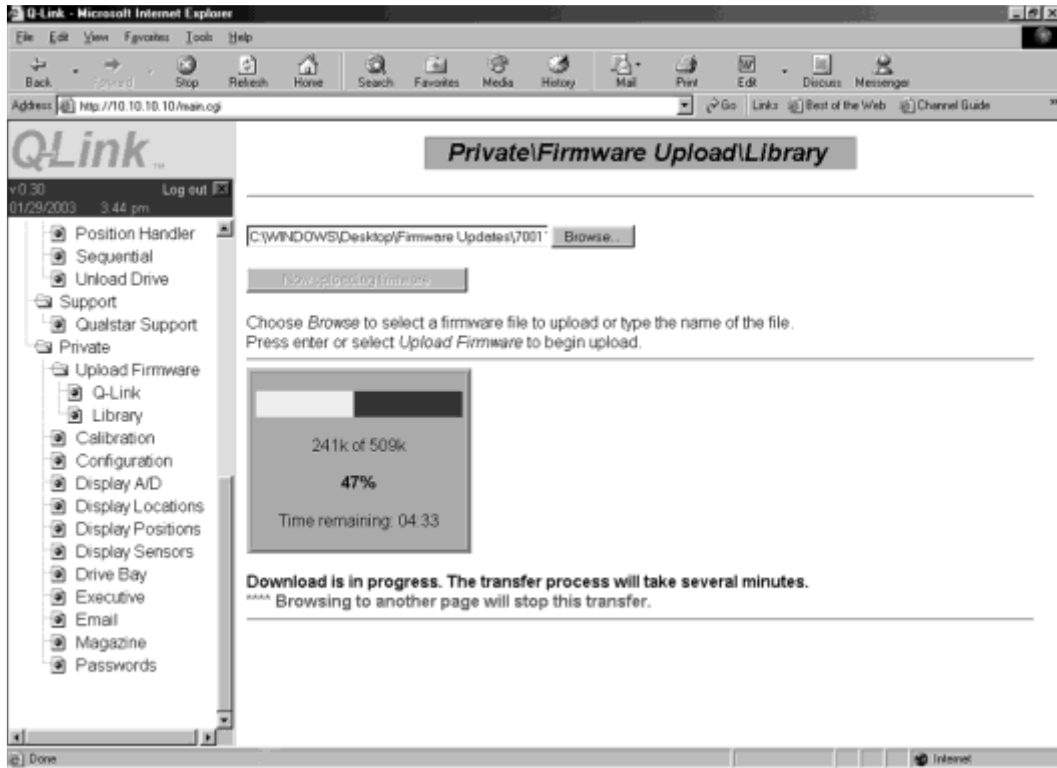 Q-Link - Microsoft Internet Explorer
File Edit View Favorites Tools Help
Back Forward Stop Refresh Home Search Favorites Media History Mail Print Edit Discuss Messenger
Address http://10.10.10.10/main.cgi Go Links Best of the Web Channel Guide
Q-Link ™
Private\Firmware Upload\Library
v0.30 Log out
01/29/2003 3:44 pm
Position Handler
Sequential
Unload Drive
Support
Qualstar Support
Private
Upload Firmware
Q-Link
Library
Calibration
Configuration
Display A/D
Display Locations
Display Positions
Display Sensors
Drive Bay
Executive
Email
Magazine
Passwords
C:\WINDOWS\Desktop\Firmware Updates\7001 Browse...
Now uploading firmware
Choose Browse to select a firmware file to upload or type the name of the file.
Press enter or select Upload Firmware to begin upload.
241k of 509k
47%
Time remaining: 04:33
Download is in progress. The transfer process will take several minutes.
**** Browsing to another page will stop this transfer.
Done Internet